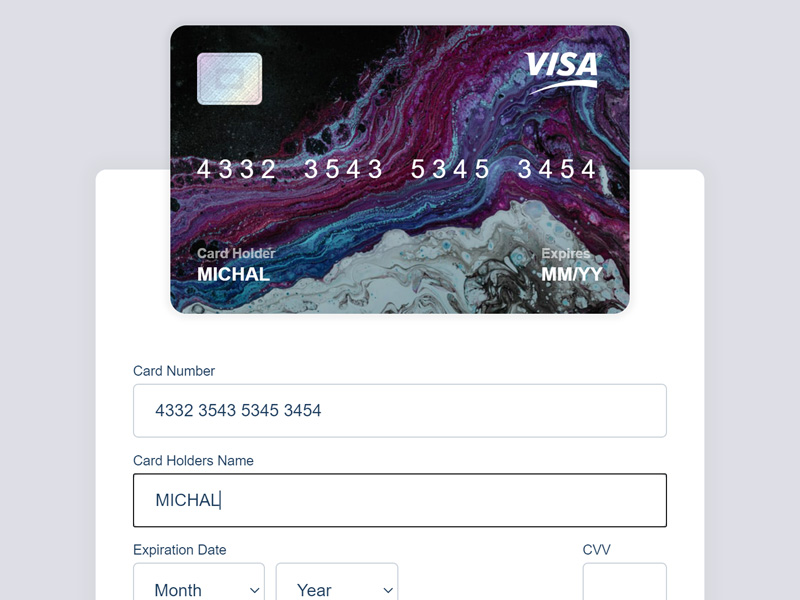 VISA
4332 3543 5345 3454
Card Holder
Expires
MICHAL
MM/YY
Card Number
4332 3543 5345 3454
Card Holders Name
MICHAL
Expiration Date
CVV
Month
Year